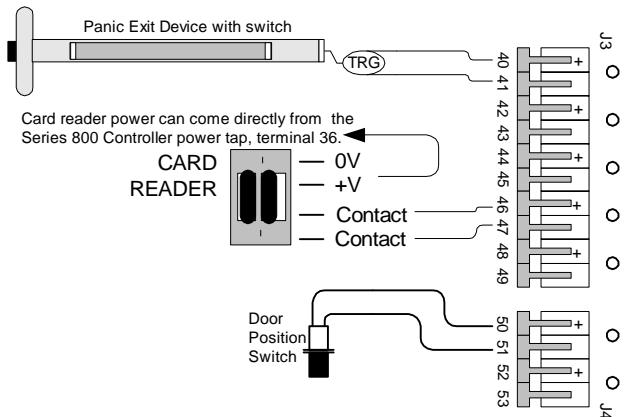 Panic Exit Device with switch
TRG
Card reader power can come directly from the
Series 800 Controller power tap, terminal 36.
CARD
READER
0V
+V
Contact
Contact
Door
Position
Switch
J3
40 +
41
42 +
43
44 +
45
46 +
47
48 +
49
50 +
51
52 +
53
J4